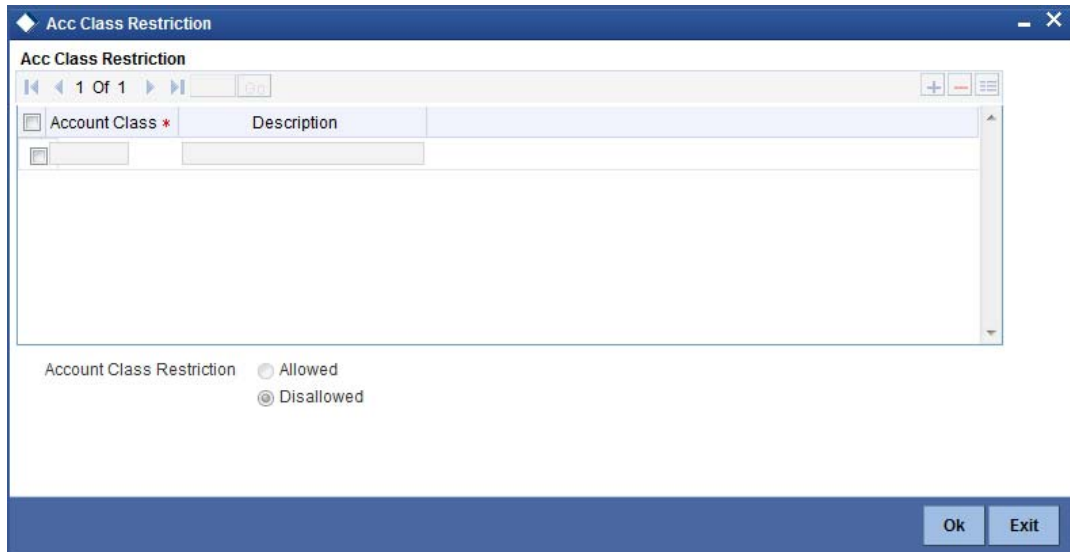 Acc Class Restriction
Acc Class Restriction
1 Of 1 Go
Account Class * Description
Account Class Restriction Allowed
Disallowed
Ok Exit